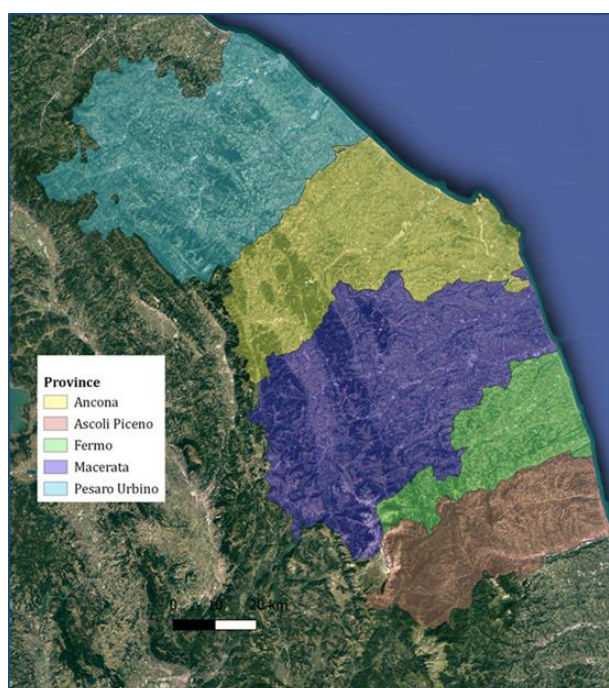 Province
Ancona
Ascoli Piceno
Fermo
Macerata
Pesaro Urbino
0 10 20 km